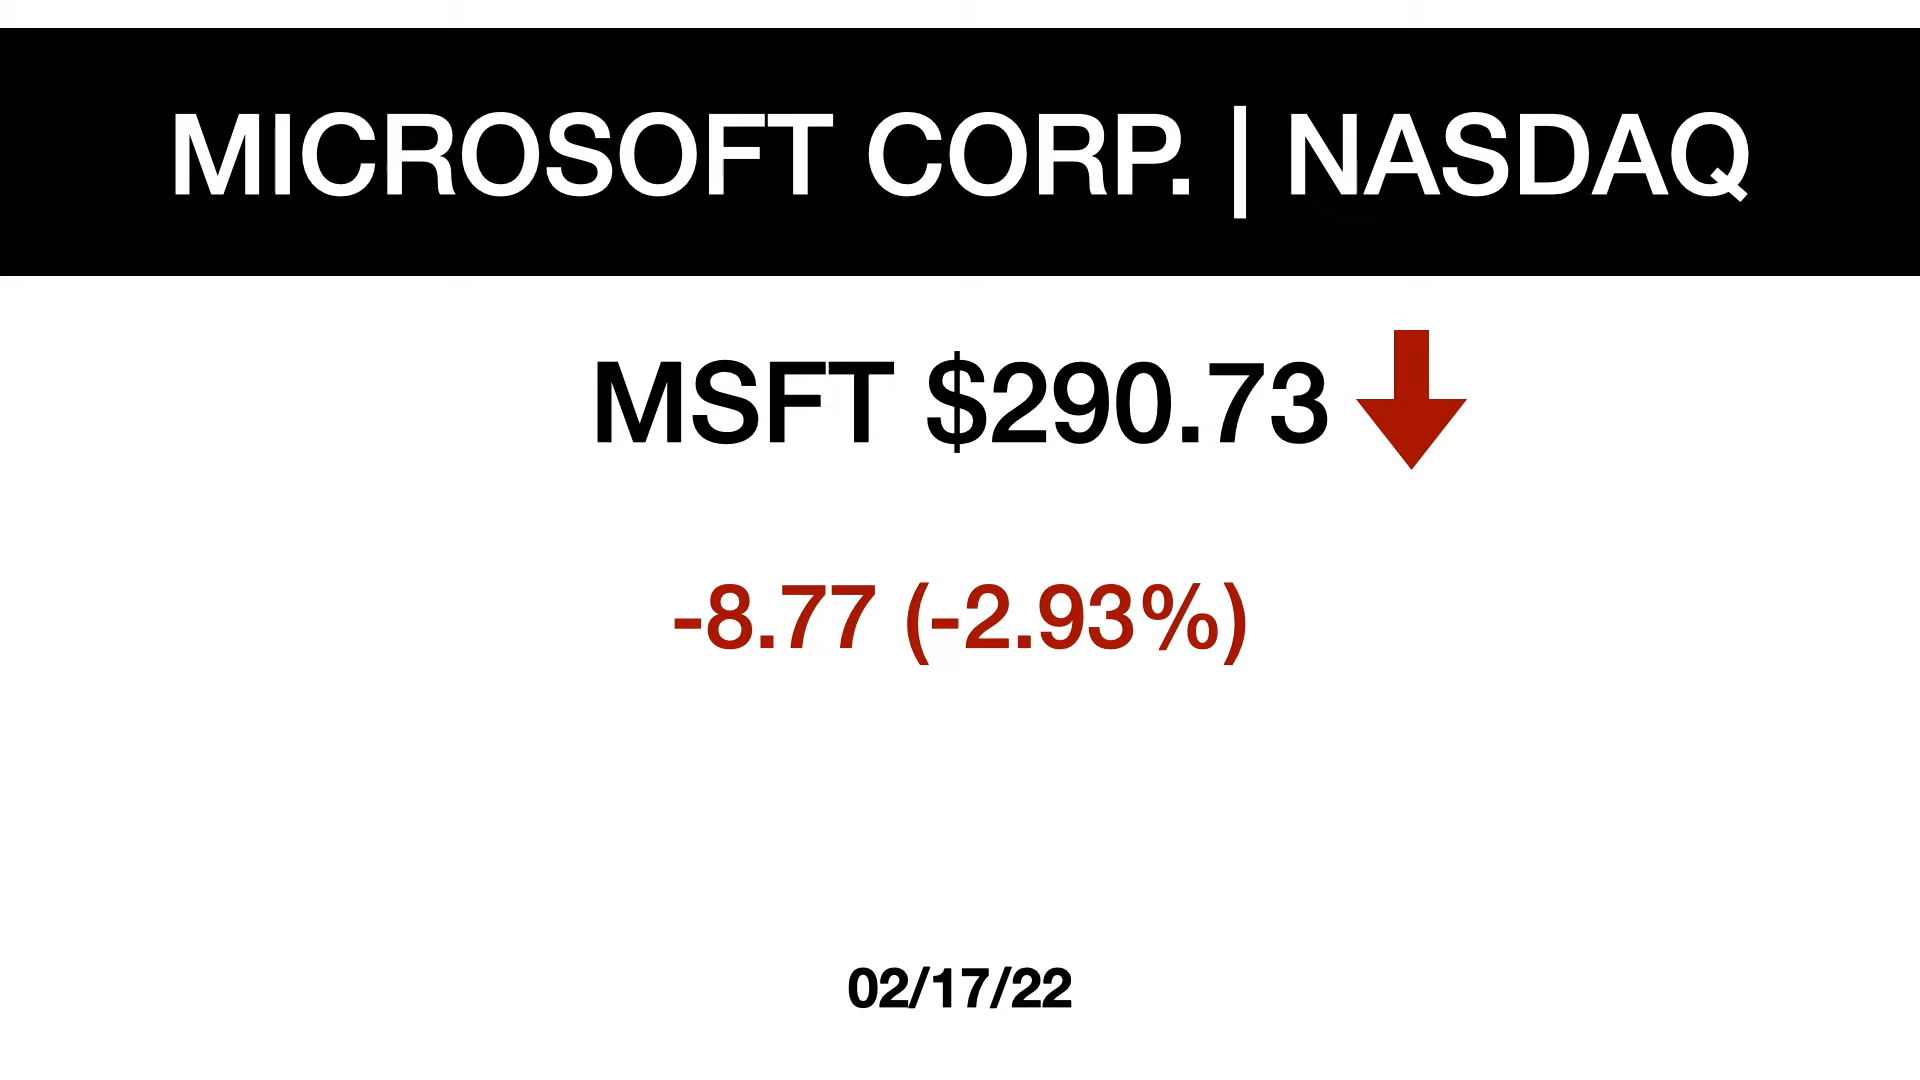 MICROSOFT CORP. | NASDAQ
MSFT $290.73
-8.77 (-2.93%)
02/17/22